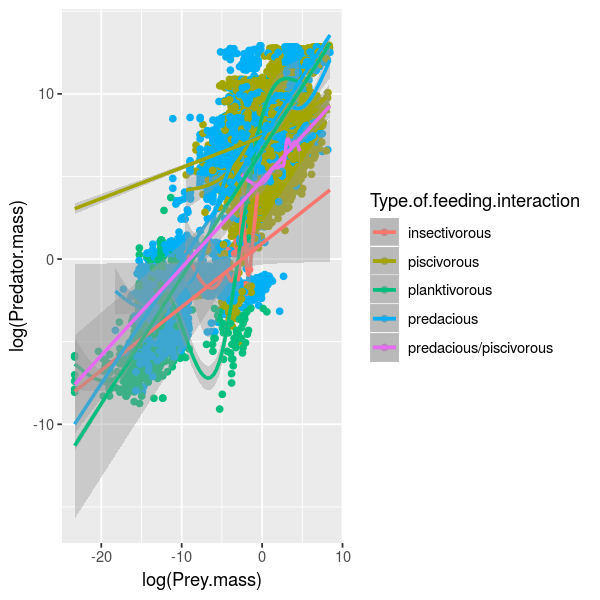 10
0
-10
-20
-10
0
10
log(Prey.mass)
log(Predator.mass)
Type.of.feeding.interaction
insectivorous
piscivorous
planktivorous
predacious
predacious/piscivorous